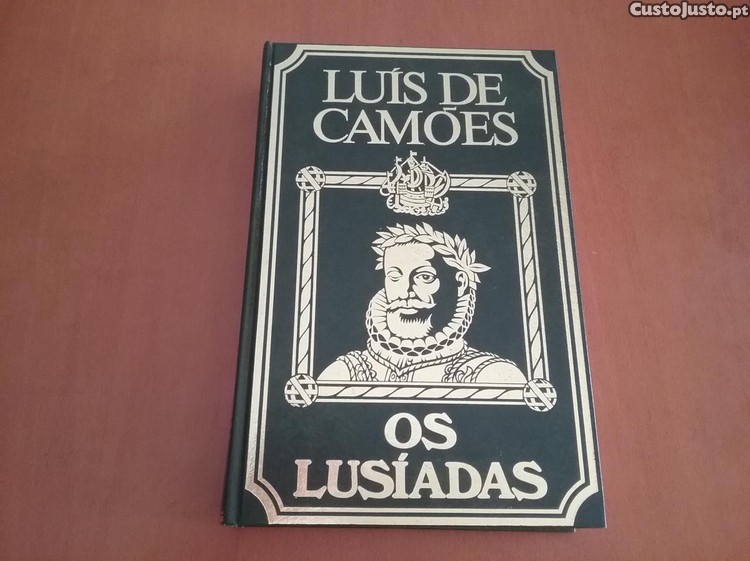 CustoJusto.pt
LUÍS DE
CAMÕES
OS
LUSÍADAS